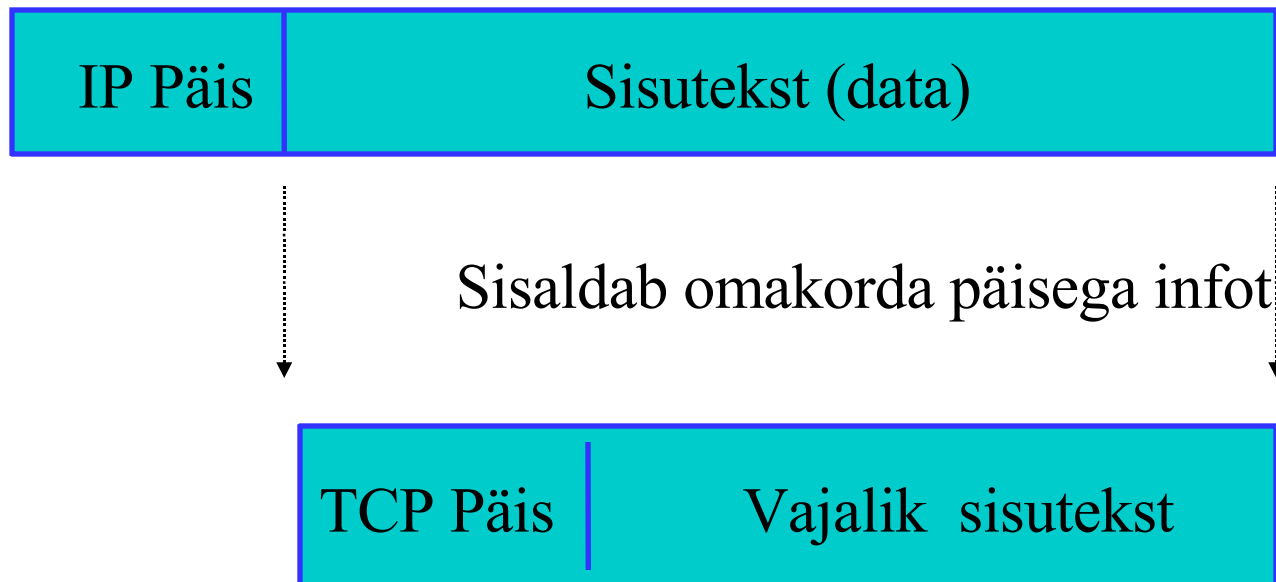 IP Päis Sisutekst (data)
Sisaldab omakorda päisega infot
TCP Päis Vajalik sisutekst